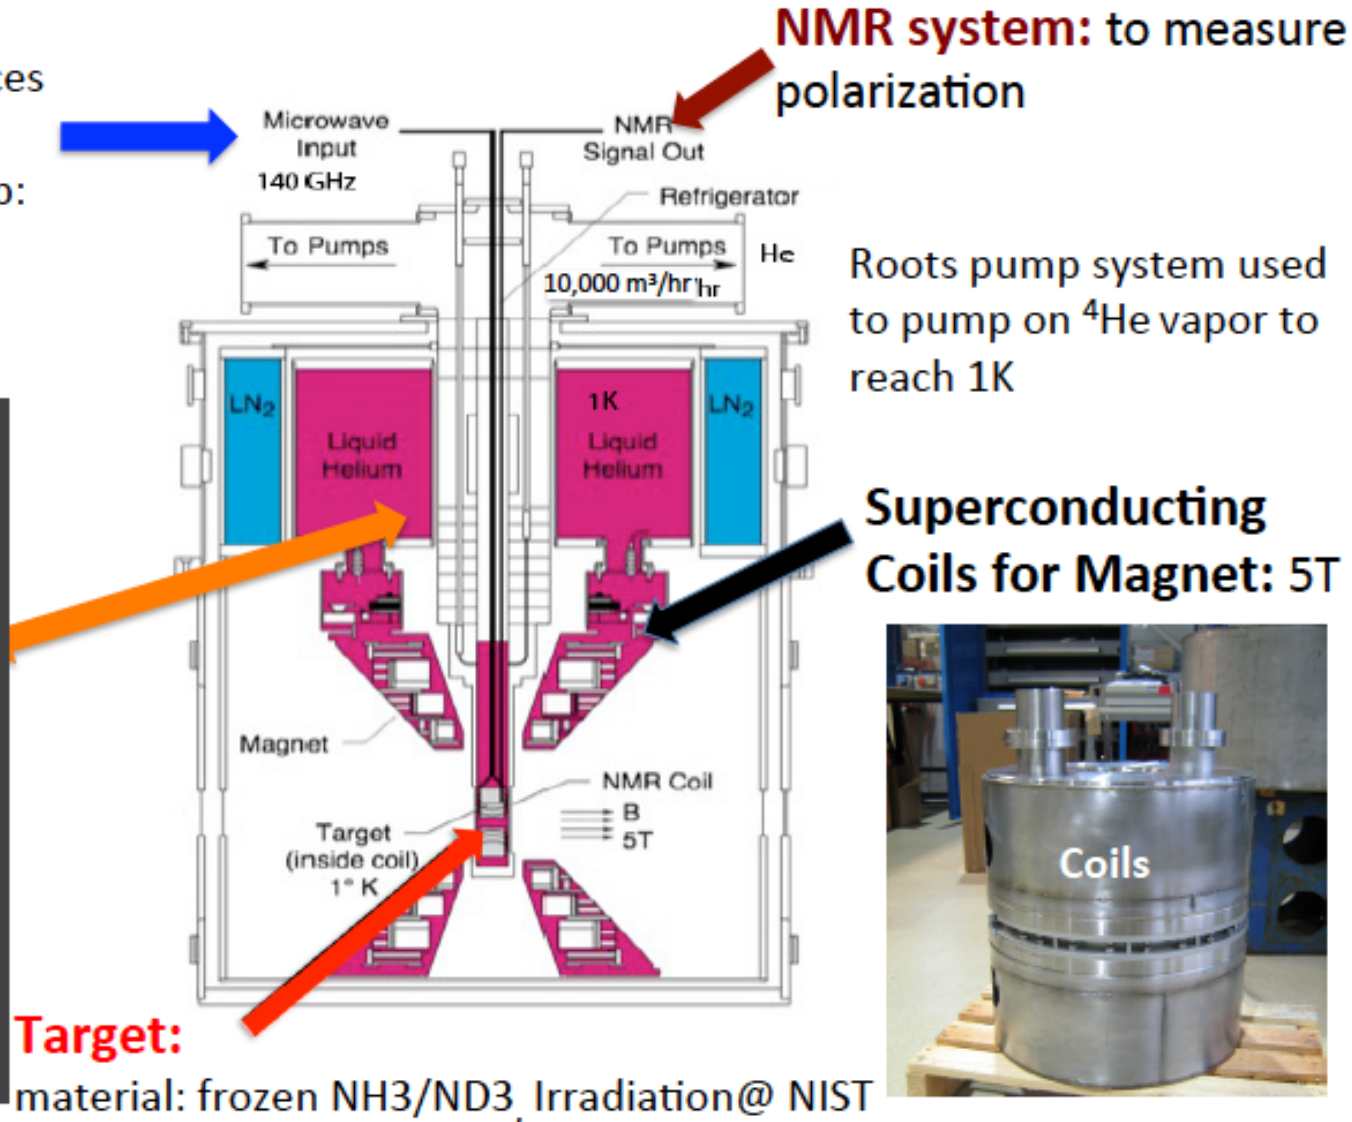 NMR system: to measure
polarization
ces
Microwave
Input
140 GHz
NMR
Signal Out
o:
Refrigerator
To Pumps
To Pumps
He
10,000 m³/hr hr
Roots pump system used
to pump on ⁴He vapor to
reach 1K
LN₂
1K
LN₂
Liquid
Helium
Liquid
Helium
Superconducting
Coils for Magnet: 5T
Magnet
NMR Coil
B
5T
Target
(inside coil)
1° K
Coils
Target:
material: frozen NH3/ND3, Irradiation@ NIST